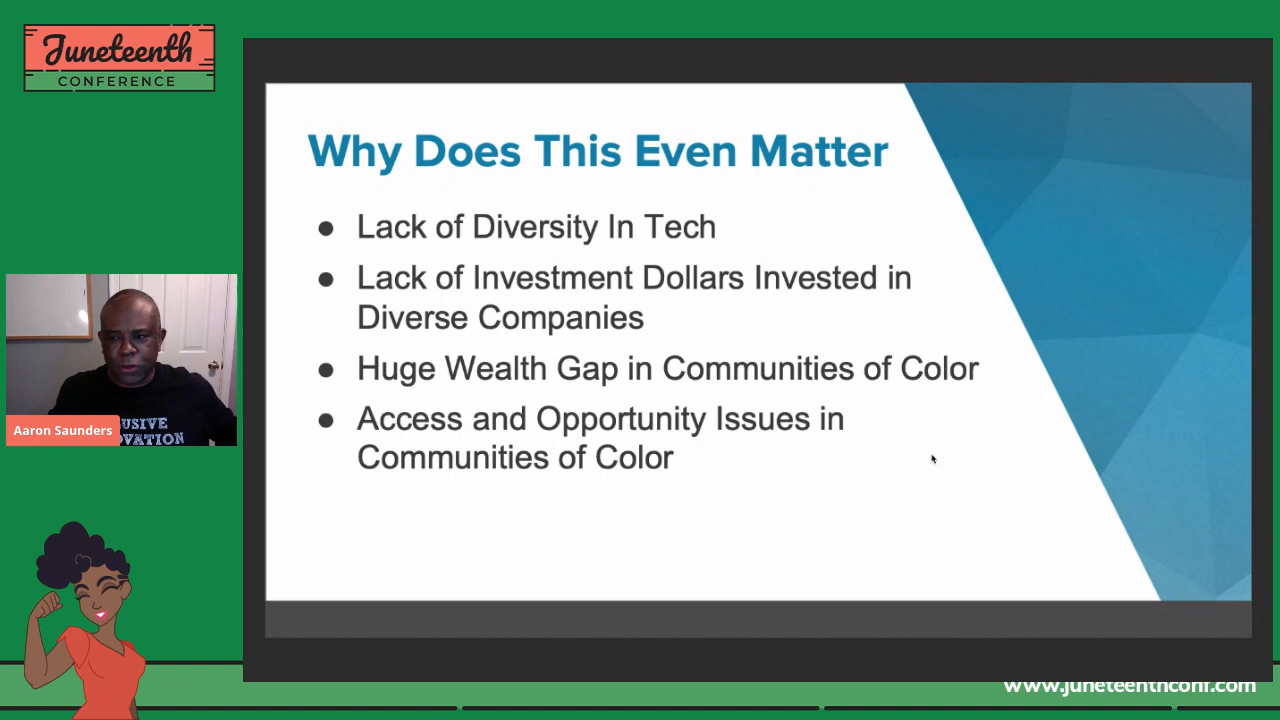 Juneteenth
CONFERENCE
Why Does This Even Matter
● Lack of Diversity In Tech
● Lack of Investment Dollars Invested in
Diverse Companies
● Huge Wealth Gap in Communities of Color
● Access and Opportunity Issues in
Communities of Color
Aaron Saunders
www.juneteenthconf.com